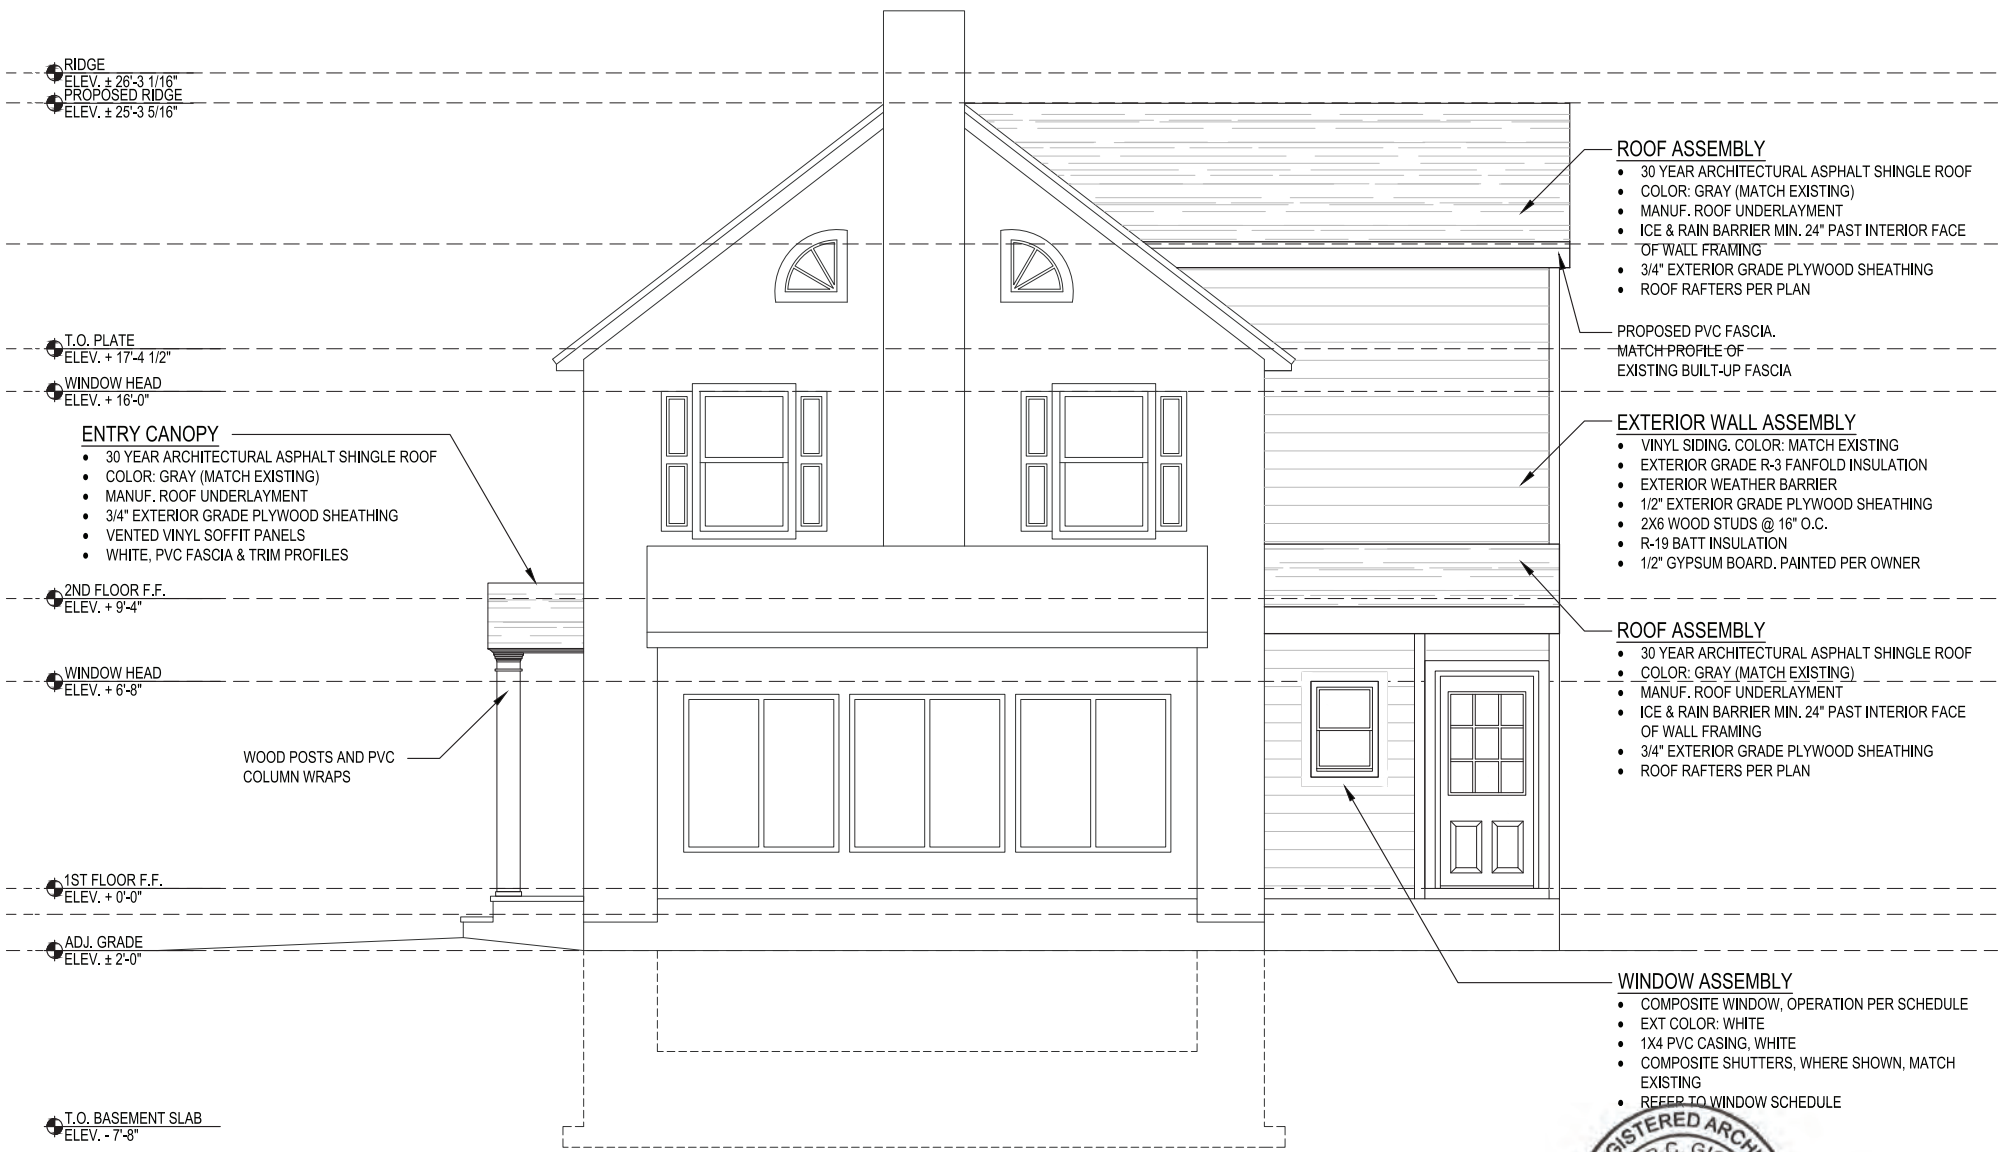 RIDGE
ELEV. ± 26'-3 1/16"
PROPOSED RIDGE
ELEV. ± 25'-3 5/16"
T.O. PLATE
ELEV. + 17'-4 1/2"
WINDOW HEAD
ELEV. + 16'-0"
ENTRY CANOPY
• 30 YEAR ARCHITECTURAL ASPHALT SHINGLE ROOF
• COLOR: GRAY (MATCH EXISTING)
• MANUF. ROOF UNDERLAYMENT
• 3/4" EXTERIOR GRADE PLYWOOD SHEATHING
• VENTED VINYL SOFFIT PANELS
• WHITE, PVC FASCIA & TRIM PROFILES
2ND FLOOR F.F.
ELEV. + 9'-4"
WINDOW HEAD
ELEV. + 6'-8"
WOOD POSTS AND PVC
COLUMN WRAPS
1ST FLOOR F.F.
ELEV. + 0'-0"
ADJ. GRADE
ELEV. ± 2'-0"
T.O. BASEMENT SLAB
ELEV. - 7'-8"
ROOF ASSEMBLY
• 30 YEAR ARCHITECTURAL ASPHALT SHINGLE ROOF
• COLOR: GRAY (MATCH EXISTING)
• MANUF. ROOF UNDERLAYMENT
• ICE & RAIN BARRIER MIN. 24" PAST INTERIOR FACE
OF WALL FRAMING
• 3/4" EXTERIOR GRADE PLYWOOD SHEATHING
• ROOF RAFTERS PER PLAN
PROPOSED PVC FASCIA.
MATCH PROFILE OF
EXISTING BUILT-UP FASCIA
EXTERIOR WALL ASSEMBLY
• VINYL SIDING. COLOR: MATCH EXISTING
• EXTERIOR GRADE R-3 FANFOLD INSULATION
• EXTERIOR WEATHER BARRIER
• 1/2" EXTERIOR GRADE PLYWOOD SHEATHING
• 2X6 WOOD STUDS @ 16" O.C.
• R-19 BATT INSULATION
• 1/2" GYPSUM BOARD. PAINTED PER OWNER
ROOF ASSEMBLY
• 30 YEAR ARCHITECTURAL ASPHALT SHINGLE ROOF
• COLOR: GRAY (MATCH EXISTING)
• MANUF. ROOF UNDERLAYMENT
• ICE & RAIN BARRIER MIN. 24" PAST INTERIOR FACE
OF WALL FRAMING
• 3/4" EXTERIOR GRADE PLYWOOD SHEATHING
• ROOF RAFTERS PER PLAN
WINDOW ASSEMBLY
• COMPOSITE WINDOW, OPERATION PER SCHEDULE
• EXT COLOR: WHITE
• 1X4 PVC CASING, WHITE
• COMPOSITE SHUTTERS, WHERE SHOWN, MATCH
EXISTING
• REFER TO WINDOW SCHEDULE